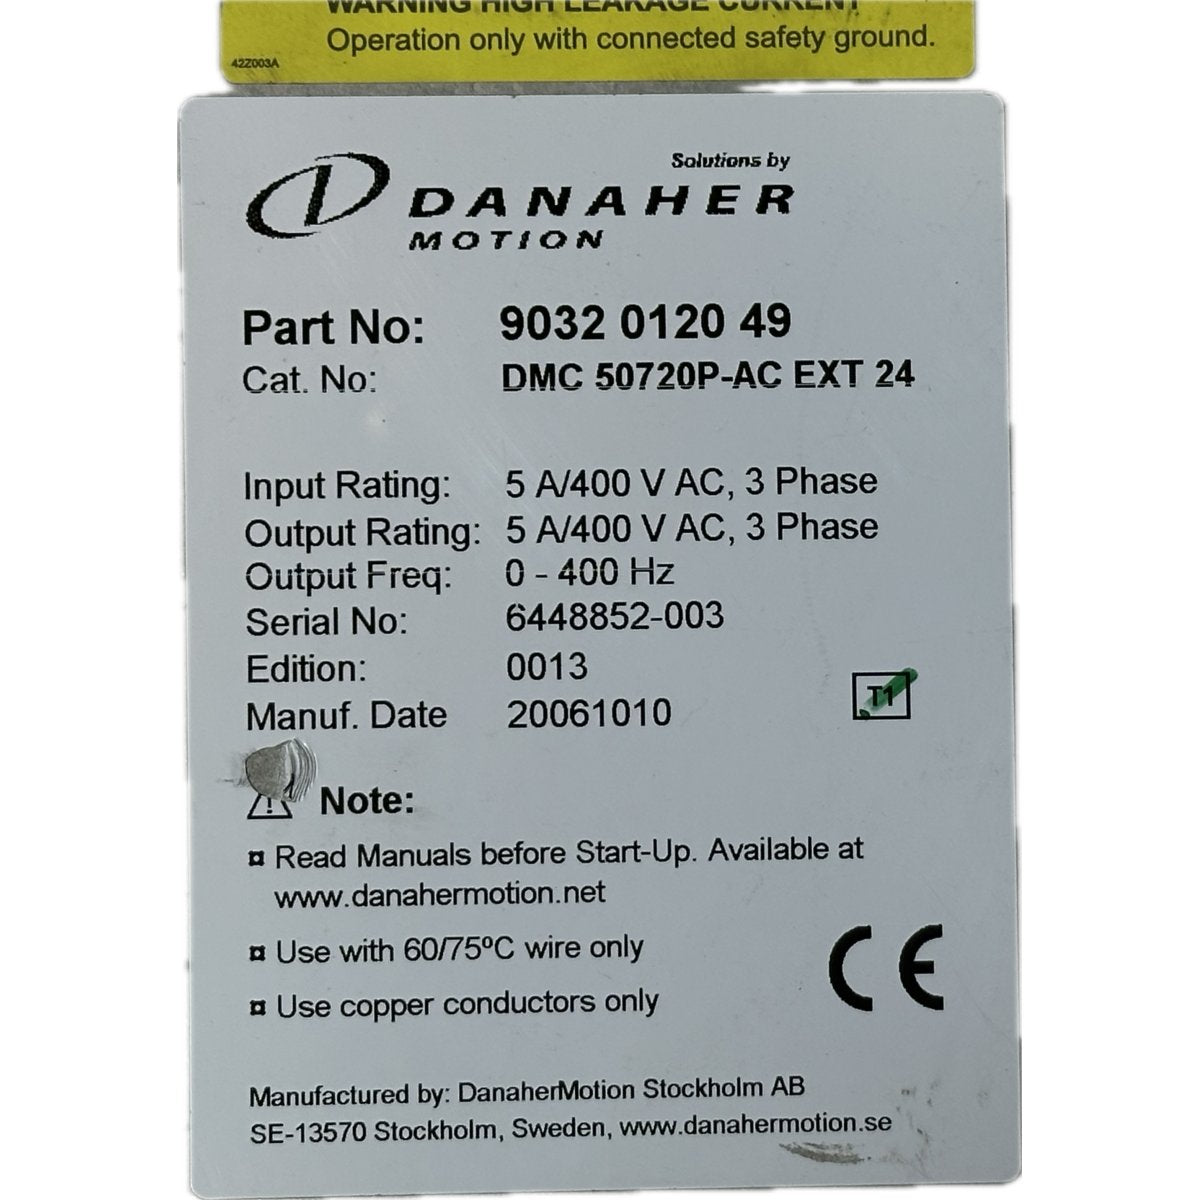 WARNING HIGH LEAKAGE CURRENT
Operation only with connected safety ground.
42Z003A
Solutions by
DANAHER
MOTION
Part No: 9032 0120 49
Cat. No: DMC 50720P-AC EXT 24
Input Rating: 5 A/400 V AC, 3 Phase
Output Rating: 5 A/400 V AC, 3 Phase
Output Freq: 0 - 400 Hz
Serial No: 6448852-003
Edition: 0013
Manuf. Date 20061010
T1
! Note:
¤ Read Manuals before Start-Up. Available at
www.danahermotion.net
¤ Use with 60/75ºC wire only
¤ Use copper conductors only
CE
Manufactured by: DanaherMotion Stockholm AB
SE-13570 Stockholm, Sweden, www.danahermotion.se